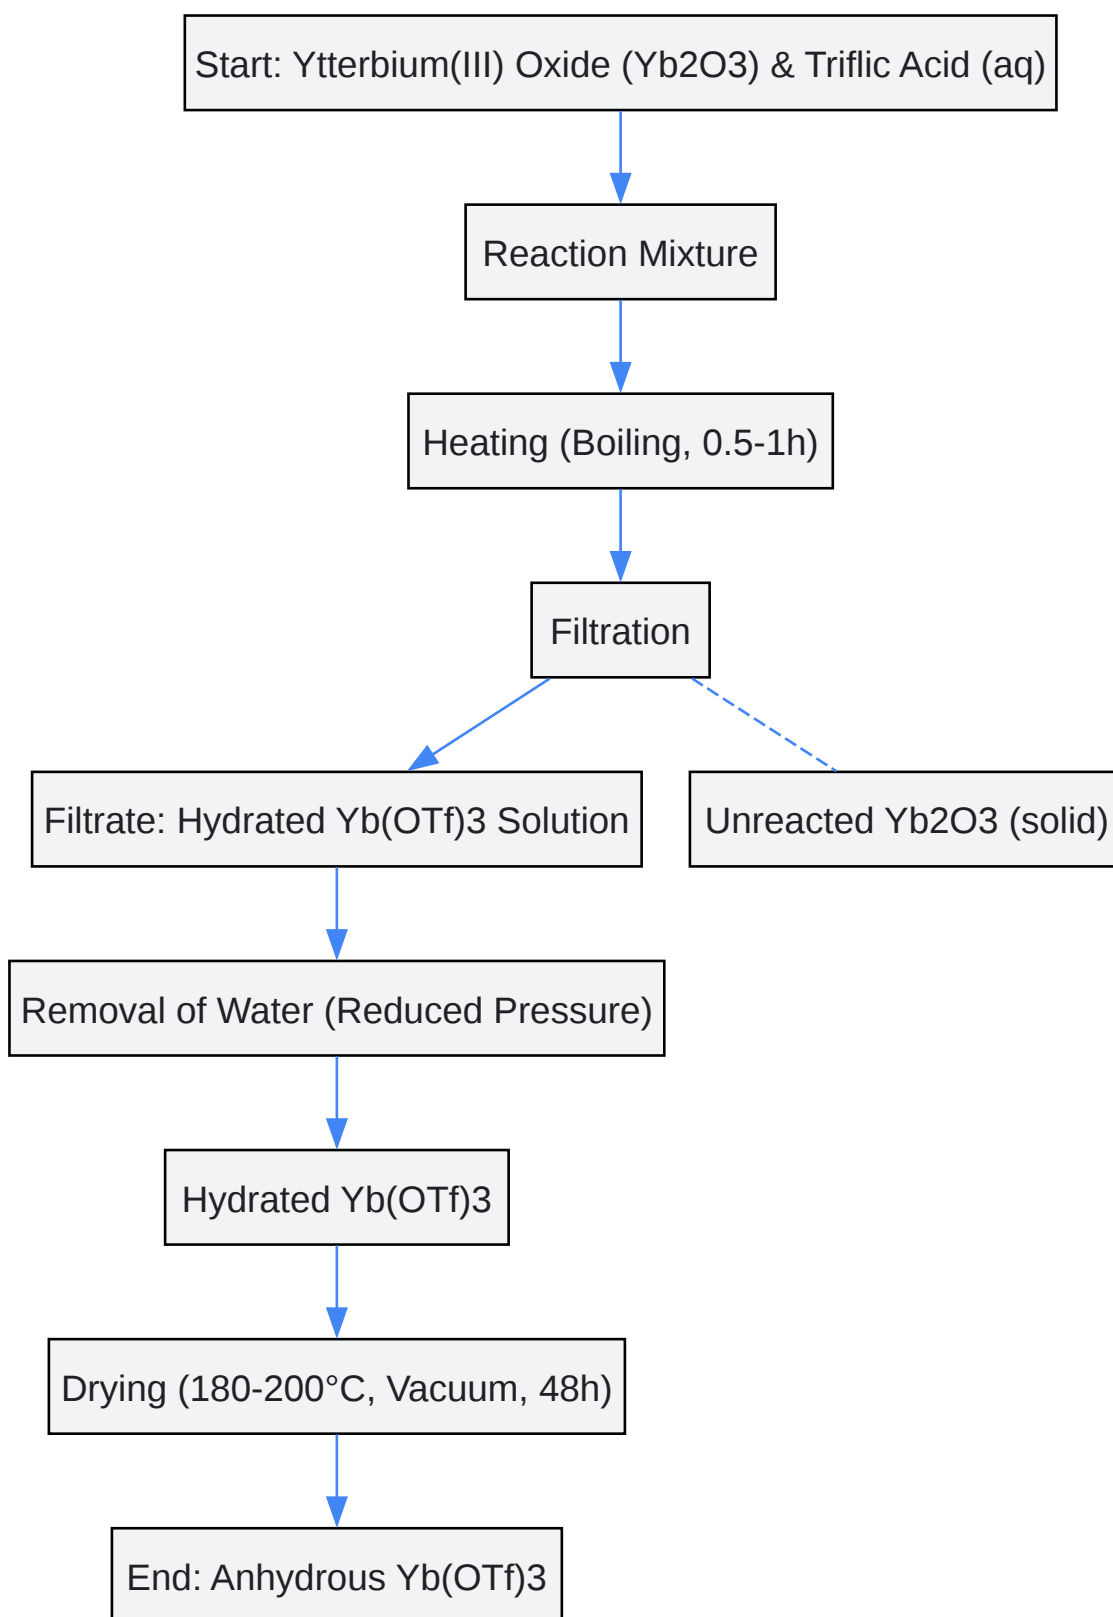 Start: Ytterbium(III) Oxide (Yb2O3) & Triflic Acid (aq)
Reaction Mixture
Heating (Boiling, 0.5-1h)
Filtration
Filtrate: Hydrated Yb(OTf)3 Solution
Unreacted Yb2O3 (solid)
Removal of Water (Reduced Pressure)
Hydrated Yb(OTf)3
Drying (180-200°C, Vacuum, 48h)
End: Anhydrous Yb(OTf)3